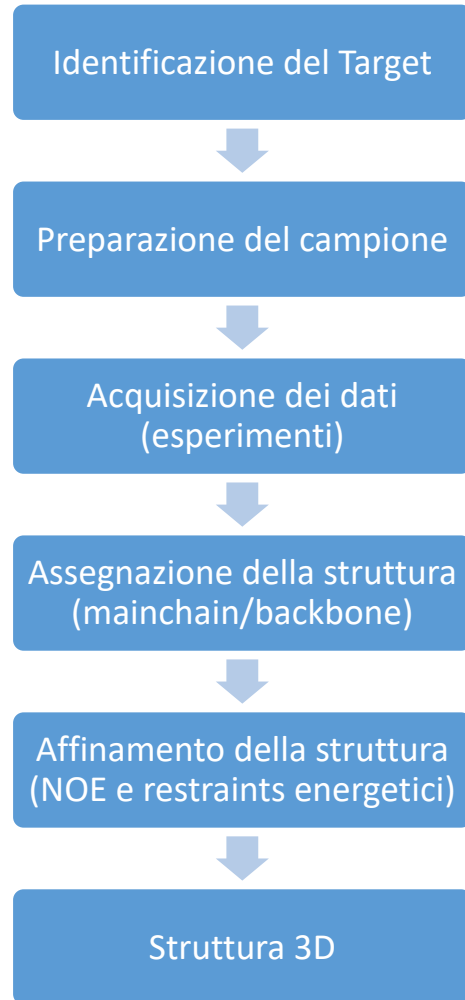 Identificazione del Target
Preparazione del campione
Acquisizione dei dati
(esperimenti)
Assegnazione della struttura
(mainchain/backbone)
Affinamento della struttura
(NOE e restraints energetici)
Struttura 3D